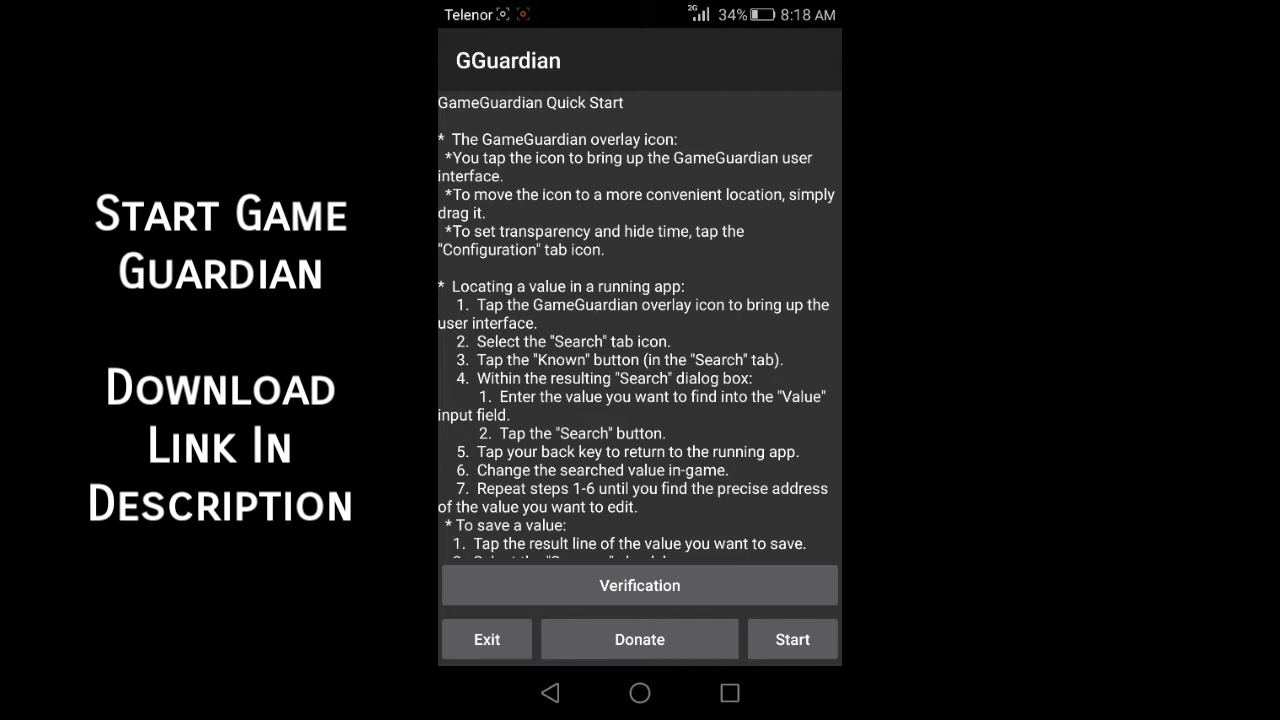 Telenor
2G
34%
8:18 AM
GGuardian
START GAME
GUARDIAN
DOWNLOAD
LINK IN
DESCRIPTION
GameGuardian Quick Start
* The GameGuardian overlay icon:
*You tap the icon to bring up the GameGuardian user
interface.
*To move the icon to a more convenient location, simply
drag it.
*To set transparency and hide time, tap the
"Configuration" tab icon.
* Locating a value in a running app:
1. Tap the GameGuardian overlay icon to bring up the
user interface.
2. Select the "Search" tab icon.
3. Tap the "Known" button (in the "Search" tab).
4. Within the resulting "Search" dialog box:
1. Enter the value you want to find into the "Value"
input field.
2. Tap the "Search" button.
5. Tap your back key to return to the running app.
6. Change the searched value in-game.
7. Repeat steps 1-6 until you find the precise address
of the value you want to edit.
* To save a value:
1. Tap the result line of the value you want to save.
Verification
Exit
Donate
Start